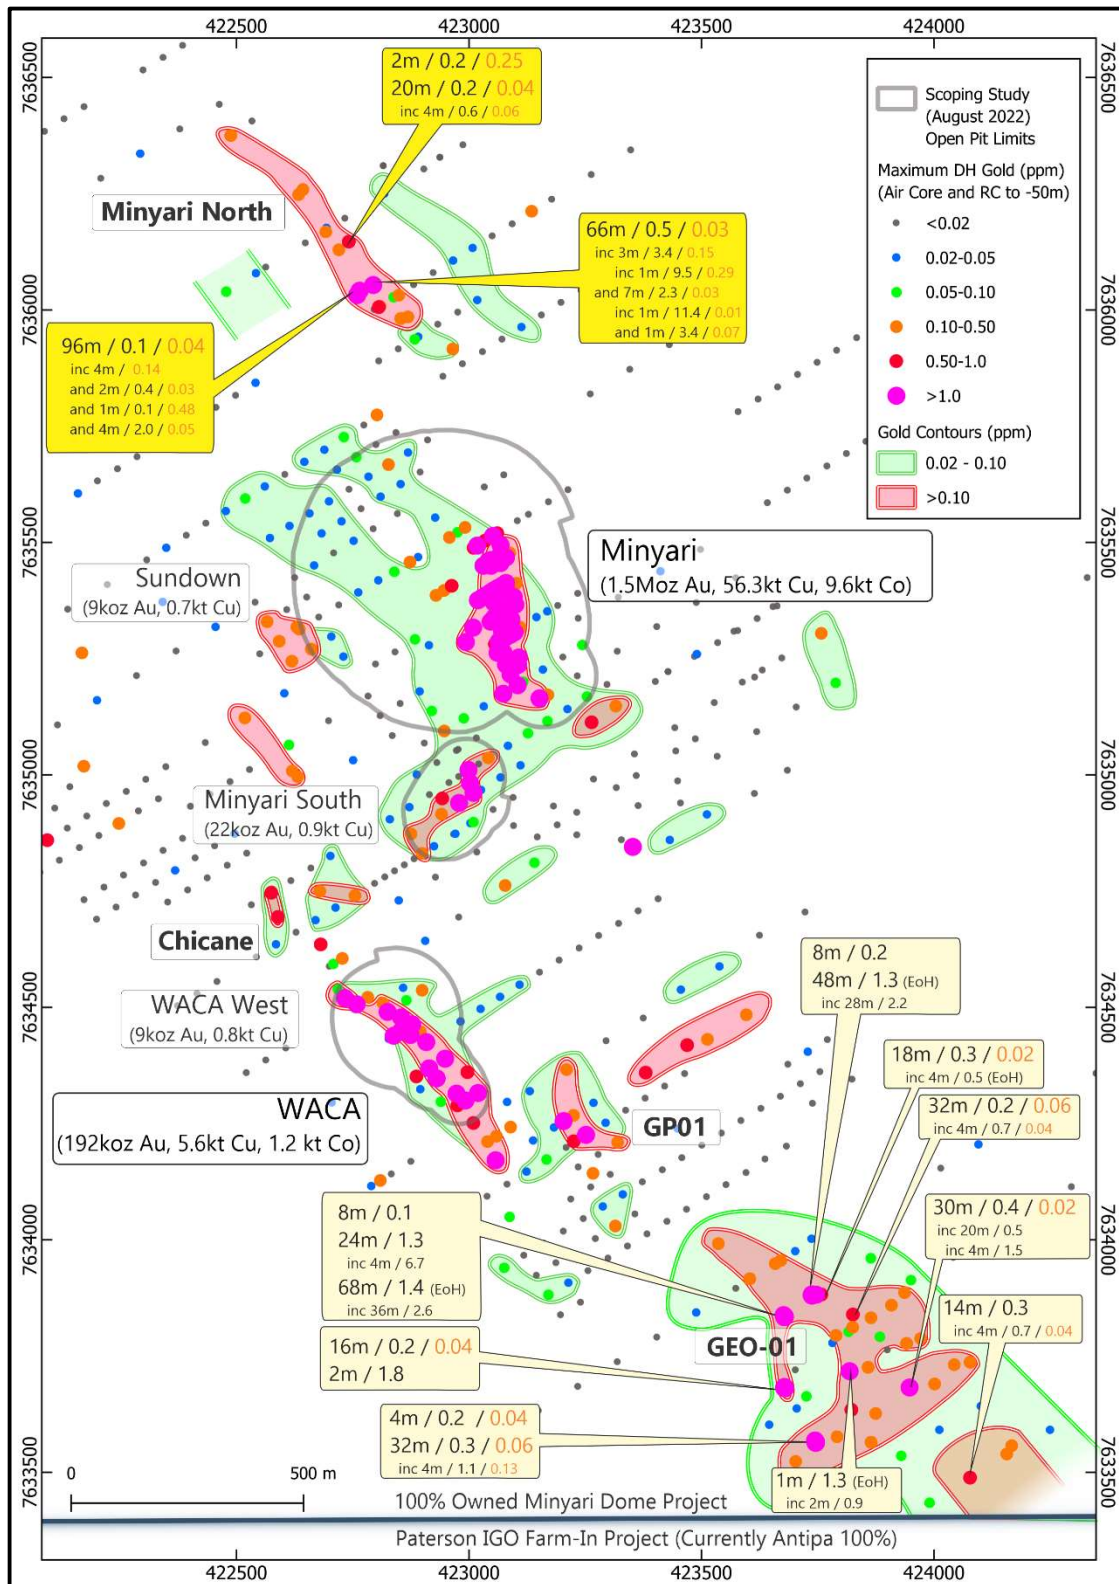 422500
423000
423500
424000
7636500
7636000
7635500
7635000
7634500
7634000
7633500
7636500
7636000
7635500
7635000
7634500
7634000
7633500
2m / 0.2 / 0.25
20m / 0.2 / 0.04
inc 4m / 0.6 / 0.06
Scoping Study
(August 2022)
Open Pit Limits
Maximum DH Gold (ppm)
(Air Core and RC to -50m)
<0.02
0.02-0.05
0.05-0.10
0.10-0.50
0.50-1.0
>1.0
Gold Contours (ppm)
0.02 - 0.10
>0.10
Minyari North
66m / 0.5 / 0.03
inc 3m / 3.4 / 0.15
inc 1m / 9.5 / 0.29
and 7m / 2.3 / 0.03
inc 1m / 11.4 / 0.01
and 1m / 3.4 / 0.07
96m / 0.1 / 0.04
inc 4m / 0.14
and 2m / 0.4 / 0.03
and 1m / 0.1 / 0.48
and 4m / 2.0 / 0.05
Minyari
(1.5Moz Au, 56.3kt Cu, 9.6kt Co)
Sundown
(9koz Au, 0.7kt Cu)
Minyari South
(22koz Au, 0.9kt Cu)
Chicane
WACA West
(9koz Au, 0.8kt Cu)
WACA
(192koz Au, 5.6kt Cu, 1.2 kt Co)
8m / 0.2
48m / 1.3 (EoH)
inc 28m / 2.2
18m / 0.3 / 0.02
inc 4m / 0.5 (EoH)
32m / 0.2 / 0.06
inc 4m / 0.7 / 0.04
GP01
30m / 0.4 / 0.02
inc 20m / 0.5
inc 4m / 1.5
8m / 0.1
24m / 1.3
inc 4m / 6.7
68m / 1.4 (EoH)
inc 36m / 2.6
14m / 0.3
inc 4m / 0.7 / 0.04
GEO-01
16m / 0.2 / 0.04
2m / 1.8
4m / 0.2 / 0.04
32m / 0.3 / 0.06
inc 4m / 1.1 / 0.13
1m / 1.3 (EoH)
inc 2m / 0.9
0
500 m
100% Owned Minyari Dome Project
Paterson IGO Farm-In Project (Currently Antipa 100%)
422500
423000
423500
424000